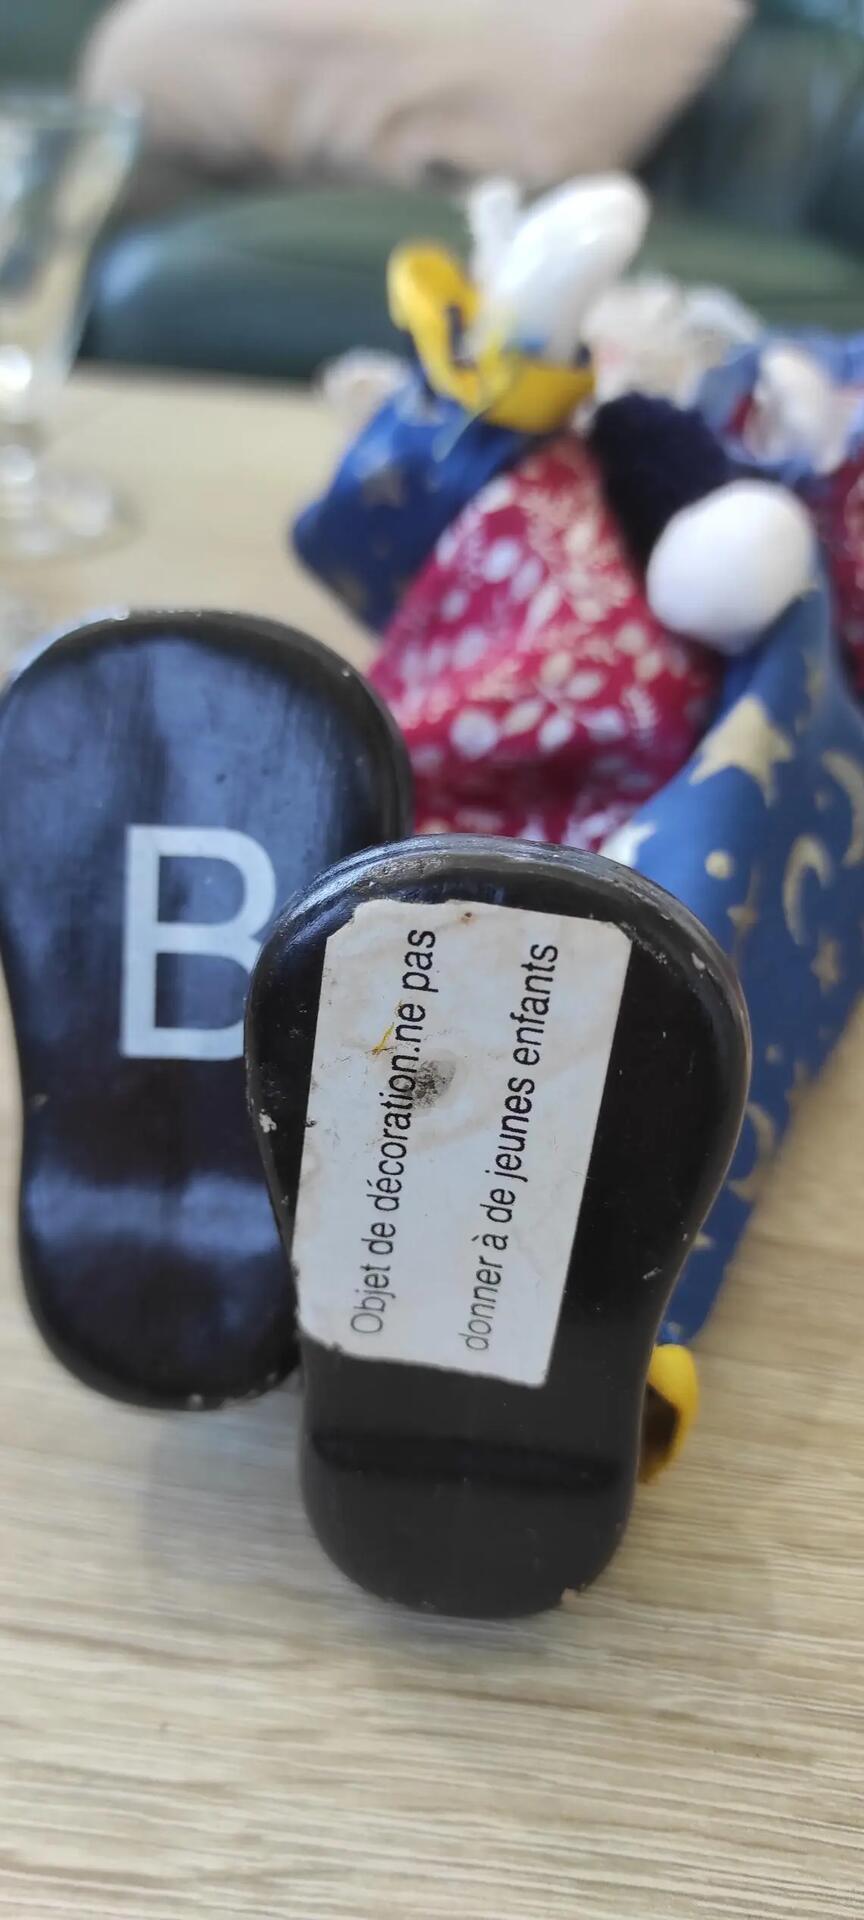 B
Objet de décoration.ne pas
donner à de jeunes enfants